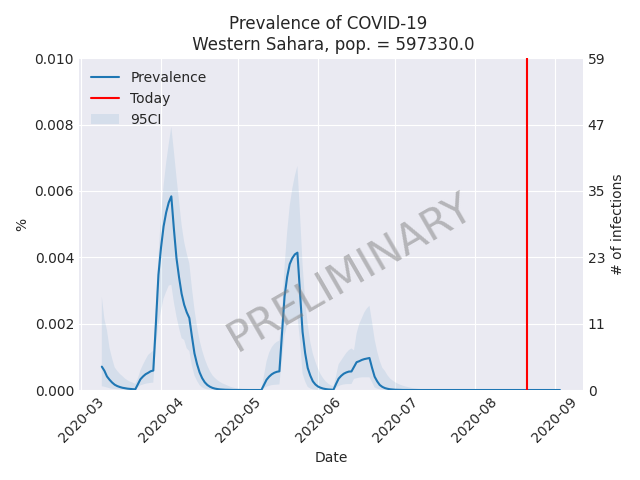 Prevalence of COVID-19
Western Sahara, pop. = 597330.0
Prevalence
Today
95CI
0.010
0.008
0.006
0.004
0.002
0.000
%
59
47
35
23
11
0
# of infections
PRELIMINARY
2020-03
2020-04
2020-05
2020-06
2020-07
2020-08
2020-09
Date